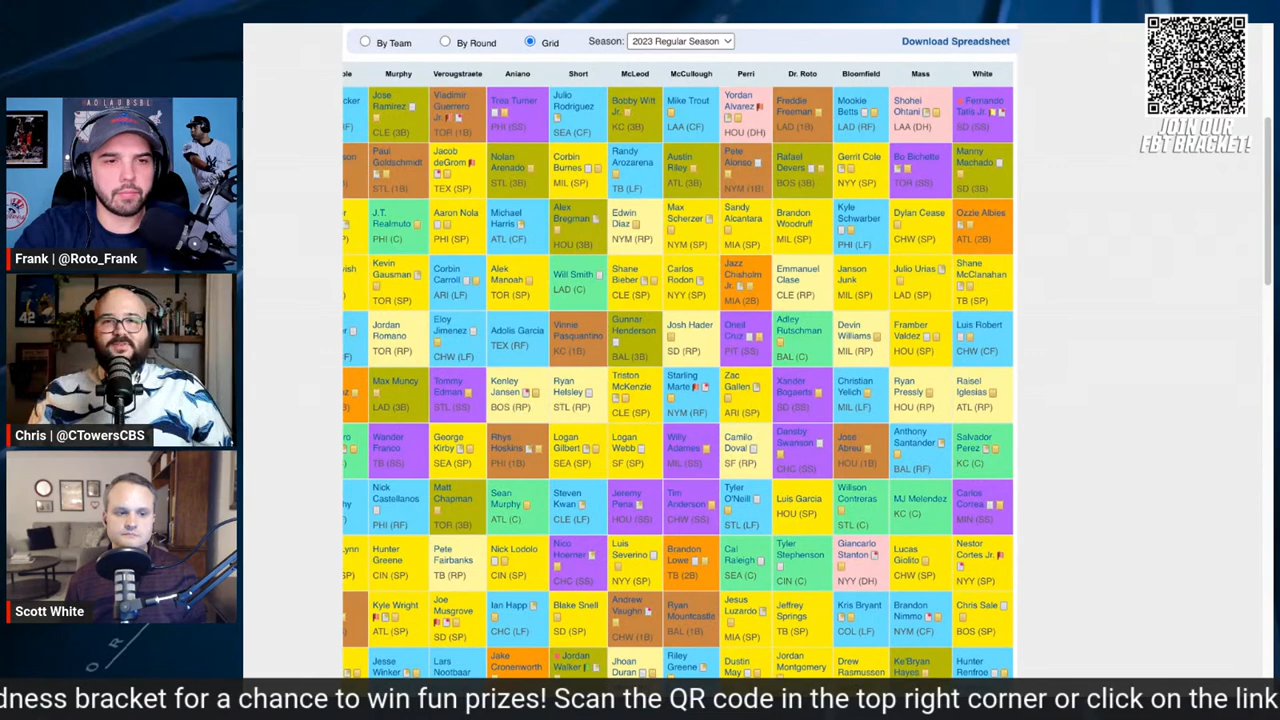 By Team
By Round
Grid
Season:
2023 Regular Season
Download Spreadsheet
JOIN OUR
FBT BRACKET!
Murphy Verougstraete Aniano Short McLeod McCullough Perri Dr. Roto Bloomfield Mass White
Jose Ramirez CLE (3B)
Vladimir Guerrero Jr. TOR (1B)
Trea Turner PHI (SS)
Julio Rodriguez SEA (CF)
Bobby Witt Jr. KC (3B)
Mike Trout LAA (CF)
Yordan Alvarez HOU (DH)
Freddie Freeman LAD (1B)
Mookie Betts LAD (RF)
Shohei Ohtani LAA (DH)
Fernando Tatis Jr. SD (SS)
Paul Goldschmidt STL (1B)
Jacob deGrom TEX (SP)
Nolan Arenado STL (3B)
Corbin Burnes MIL (SP)
Randy Arozarena TB (LF)
Austin Riley ATL (3B)
Pete Alonso NYM (1B)
Rafael Devers BOS (3B)
Gerrit Cole NYY (SP)
Bo Bichette TOR (SS)
Manny Machado SD (3B)
J.T. Realmuto PHI (C)
Aaron Nola PHI (SP)
Michael Harris ATL (CF)
Alex Bregman HOU (3B)
Edwin Diaz NYM (RP)
Max Scherzer NYM (SP)
Sandy Alcantara MIA (SP)
Brandon Woodruff MIL (SP)
Kyle Schwarber PHI (LF)
Dylan Cease CHW (SP)
Ozzie Albies ATL (2B)
Kevin Gausman TOR (SP)
Corbin Carroll ARI (LF)
Alek Manoah TOR (SP)
Will Smith LAD (C)
Shane Bieber CLE (SP)
Carlos Rodon NYY (SP)
Jazz Chisholm Jr. MIA (2B)
Emmanuel Clase CLE (RP)
Janson Junk MIL (SP)
Julio Urias LAD (SP)
Shane McClanahan TB (SP)
Jordan Romano TOR (RP)
Eloy Jimenez CHW (LF)
Adolis Garcia TEX (RF)
Vinnie Pasquantino KC (1B)
Gunnar Henderson BAL (3B)
Josh Hader SD (RP)
Oneil Cruz PIT (SS)
Adley Rutschman BAL (C)
Devin Williams MIL (RP)
Framber Valdez HOU (SP)
Luis Robert CHW (CF)
Max Muncy LAD (3B)
Tommy Edman STL (SS)
Kenley Jansen BOS (RP)
Ryan Helsley STL (RP)
Triston McKenzie CLE (SP)
Starling Marte NYM (RF)
Zac Gallen ARI (SP)
Xander Bogaerts SD (SS)
Christian Yelich MIL (LF)
Ryan Pressly HOU (RP)
Raisel Iglesias ATL (RP)
Wander Franco TB (SS)
George Kirby SEA (SP)
Rhys Hoskins PHI (1B)
Logan Gilbert SEA (SP)
Logan Webb SF (SP)
Willy Adames MIL (SS)
Camilo Doval SF (RP)
Dansby Swanson CHC (SS)
Jose Abreu HOU (1B)
Anthony Santander BAL (RF)
Salvador Perez KC (C)
Nick Castellanos PHI (RF)
Matt Chapman TOR (3B)
Sean Murphy ATL (C)
Steven Kwan CLE (LF)
Jeremy Pena HOU (SS)
Tim Anderson CHW (SS)
Tyler O'Neill STL (LF)
Luis Garcia HOU (SP)
Willson Contreras STL (C)
MJ Melendez KC (C)
Carlos Correa MIN (SS)
Hunter Greene CIN (SP)
Pete Fairbanks TB (RP)
Nick Lodolo CIN (SP)
Nico Hoerner CHC (SS)
Luis Severino NYY (SP)
Brandon Lowe TB (2B)
Cal Raleigh SEA (C)
Tyler Stephenson CIN (C)
Giancarlo Stanton NYY (DH)
Lucas Giolito CHW (SP)
Nestor Cortes Jr. NYY (SP)
Kyle Wright ATL (SP)
Joe Musgrove SD (SP)
Ian Happ CHC (LF)
Blake Snell SD (SP)
Andrew Vaughn CHW (1B)
Ryan Mountcastle BAL (1B)
Jesus Luzardo MIA (SP)
Jeffrey Springs TB (SP)
Kris Bryant COL (LF)
Brandon Nimmo NYM (CF)
Chris Sale BOS (SP)
Jesse Winker
Lars Nootbaar
Jake Cronenworth
Jordan Walker
Jhoan Duran
Riley Greene
Dustin May
Jordan Montgomery
Drew Rasmussen
Ke'Bryan Hayes
Hunter Renfroe
Frank | @Roto_Frank
Chris | @CTowersCBS
Scott White
dness bracket for a chance to win fun prizes! Scan the QR code in the top right corner or click on the link